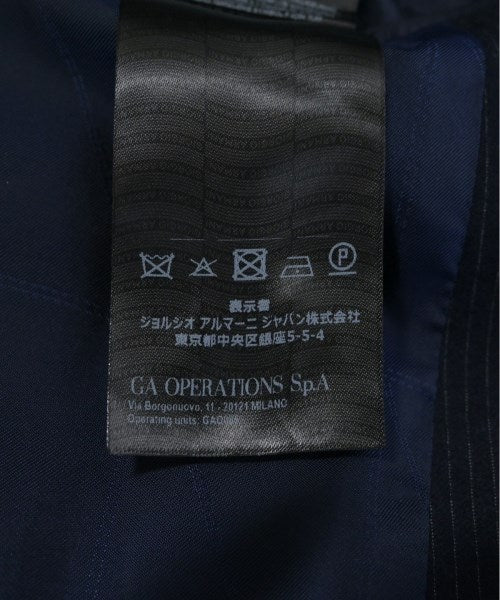 表示者
ジョルジオ アルマーニ ジャパン株式会社
東京都中央区銀座5-5-4
GA OPERATIONS S.p.A
Via Borgonuovo, 11 - 20121 MILANO
Operating units: